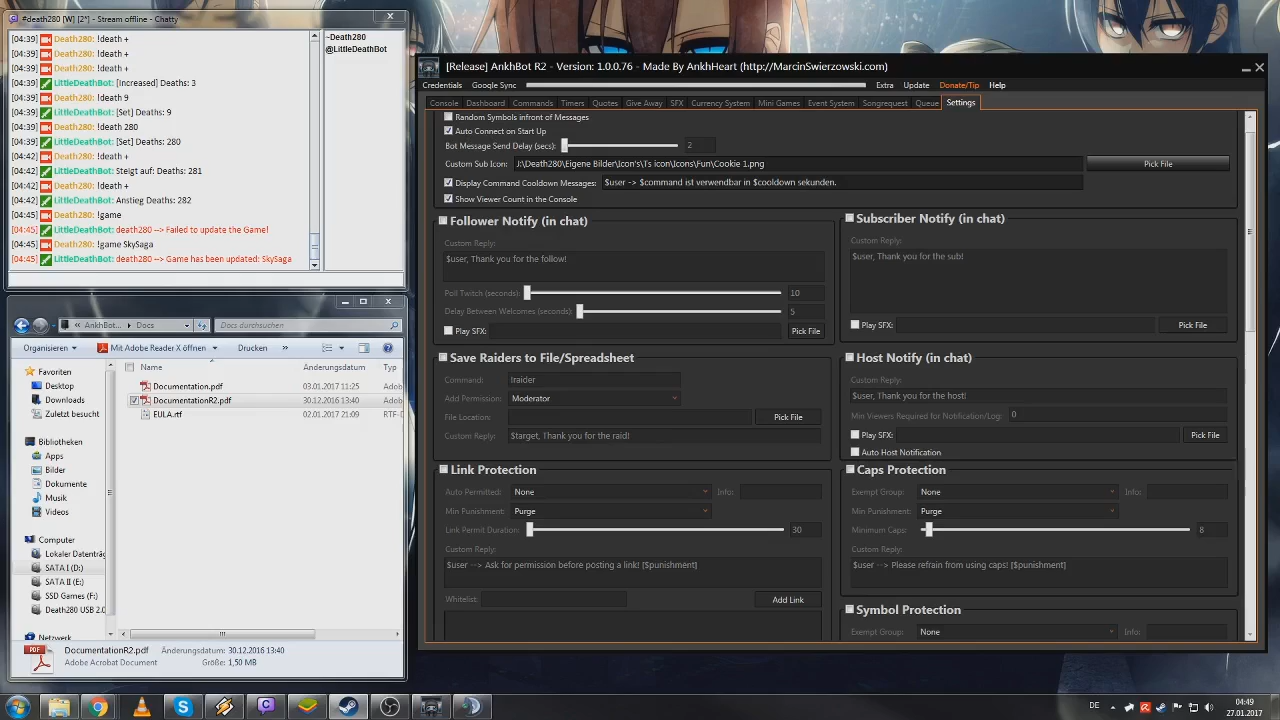 #death280 [W] [2*] - Stream offline - Chatty
[04:39] Death280: !death +
[04:39] Death280: !death +
[04:39] Death280: !death +
[04:39] LittleDeathBot: [Increased] Deaths: 3
[04:39] Death280: !death 9
[04:39] LittleDeathBot: [Set] Deaths: 9
[04:39] Death280: !death 280
[04:39] LittleDeathBot: [Set] Deaths: 280
[04:42] Death280: !death +
[04:42] LittleDeathBot: Steigt auf: Deaths: 281
[04:42] Death280: !death +
[04:42] LittleDeathBot: Anstieg Deaths: 282
[04:45] Death280: !game
[04:45] LittleDeathBot: death280 --> Failed to update the Game!
[04:45] Death280: !game SkySaga
[04:45] LittleDeathBot: death280 --> Game has been updated: SkySaga
~Death280
@LittleDeathBot
« AnkhBot... ▸ Docs
Docs durchsuchen
Organisieren
Mit Adobe Reader X öffnen
Drucken
»
Name
Änderungsdatum
Typ
Favoriten
Desktop
Downloads
Zuletzt besucht
Bibliotheken
Apps
Bilder
Dokumente
Musik
Videos
Computer
Lokaler Datenträg
SATA I (D:)
SATA II (E:)
SSD Games (F:)
Death280 USB 2.0
Netzwerk
Documentation.pdf 03.01.2017 11:25 Adob
DocumentationR2.pdf 30.12.2016 13:40 Adob
EULA.rtf 02.01.2017 21:09 RTF-D
DocumentationR2.pdf Änderungsdatum: 30.12.2016 13:40
Adobe Acrobat Document Größe: 1,50 MB
[Release] AnkhBot R2 - Version: 1.0.0.76 - Made By AnkhHeart (http://MarcinSwierzowski.com)
Credentials Google Sync Extra Update Donate/Tip Help
Console Dashboard Commands Timers Quotes Give Away SFX Currency System Mini Games Event System Songrequest Queue Settings
Random Symbols infront of Messages
Auto Connect on Start Up
Bot Message Send Delay (secs): 2
Custom Sub Icon: J:\Death280\Eigene Bilder\Icon's\Ts icon\Icons\Fun\Cookie 1.png Pick File
Display Command Cooldown Messages: $user -> $command ist verwendbar in $cooldown sekunden.
Show Viewer Count in the Console
Follower Notify (in chat)
Custom Reply:
$user, Thank you for the follow!
Poll Twitch (seconds): 10
Delay Between Welcomes (seconds): 5
Play SFX: Pick File
Subscriber Notify (in chat)
Custom Reply:
$user, Thank you for the sub!
Play SFX: Pick File
Save Raiders to File/Spreadsheet
Command: !raider
Add Permission: Moderator
File Location: Pick File
Custom Reply: $target, Thank you for the raid!
Host Notify (in chat)
Custom Reply:
$user, Thank you for the host!
Min Viewers Required for Notification/Log: 0
Play SFX: Pick File
Auto Host Notification
Link Protection
Auto Permitted: None Info:
Min Punishment: Purge
Link Permit Duration: 30
Custom Reply:
$user --> Ask for permission before posting a link! [$punishment]
Whitelist: Add Link
Caps Protection
Exempt Group: None Info:
Min Punishment: Purge
Minimum Caps: 8
Custom Reply:
$user --> Please refrain from using caps! [$punishment]
Symbol Protection
Exempt Group: None Info:
DE
04:49
27.01.2017